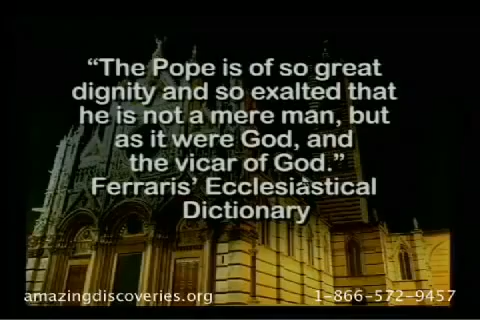 “The Pope is of so great
dignity and so exalted that
he is not a mere man, but
as it were God, and
the vicar of God.”
Ferraris’ Ecclesiastical
Dictionary
amazingdiscoveries.org
1-866-572-9457